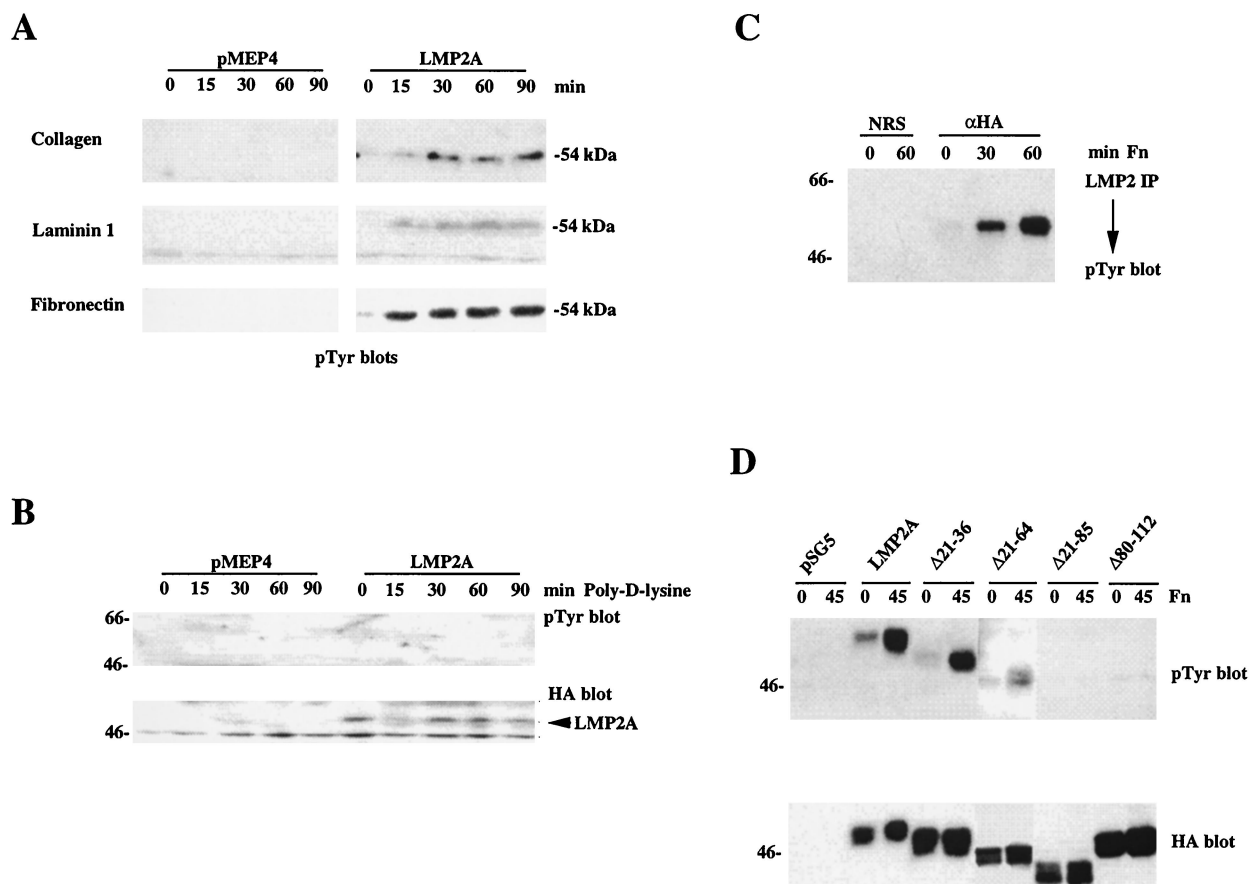 A
pMEP4 LMP2A
0 15 30 60 90 0 15 30 60 90 min
Collagen -54 kDa
Laminin 1 -54 kDa
Fibronectin -54 kDa
pTyr blots
B
pMEP4 LMP2A
0 15 30 60 90 0 15 30 60 90 min Poly-D-lysine
66- pTyr blot
46-
HA blot
LMP2A
46-
C
NRS αHA
0 60 0 30 60 min Fn
66- LMP2 IP
46- pTyr blot
D
pSG5 LMP2A Δ21-36 Δ21-64 Δ21-85 Δ80-112
0 45 0 45 0 45 0 45 0 45 0 45 Fn
46- pTyr blot
46- HA blot